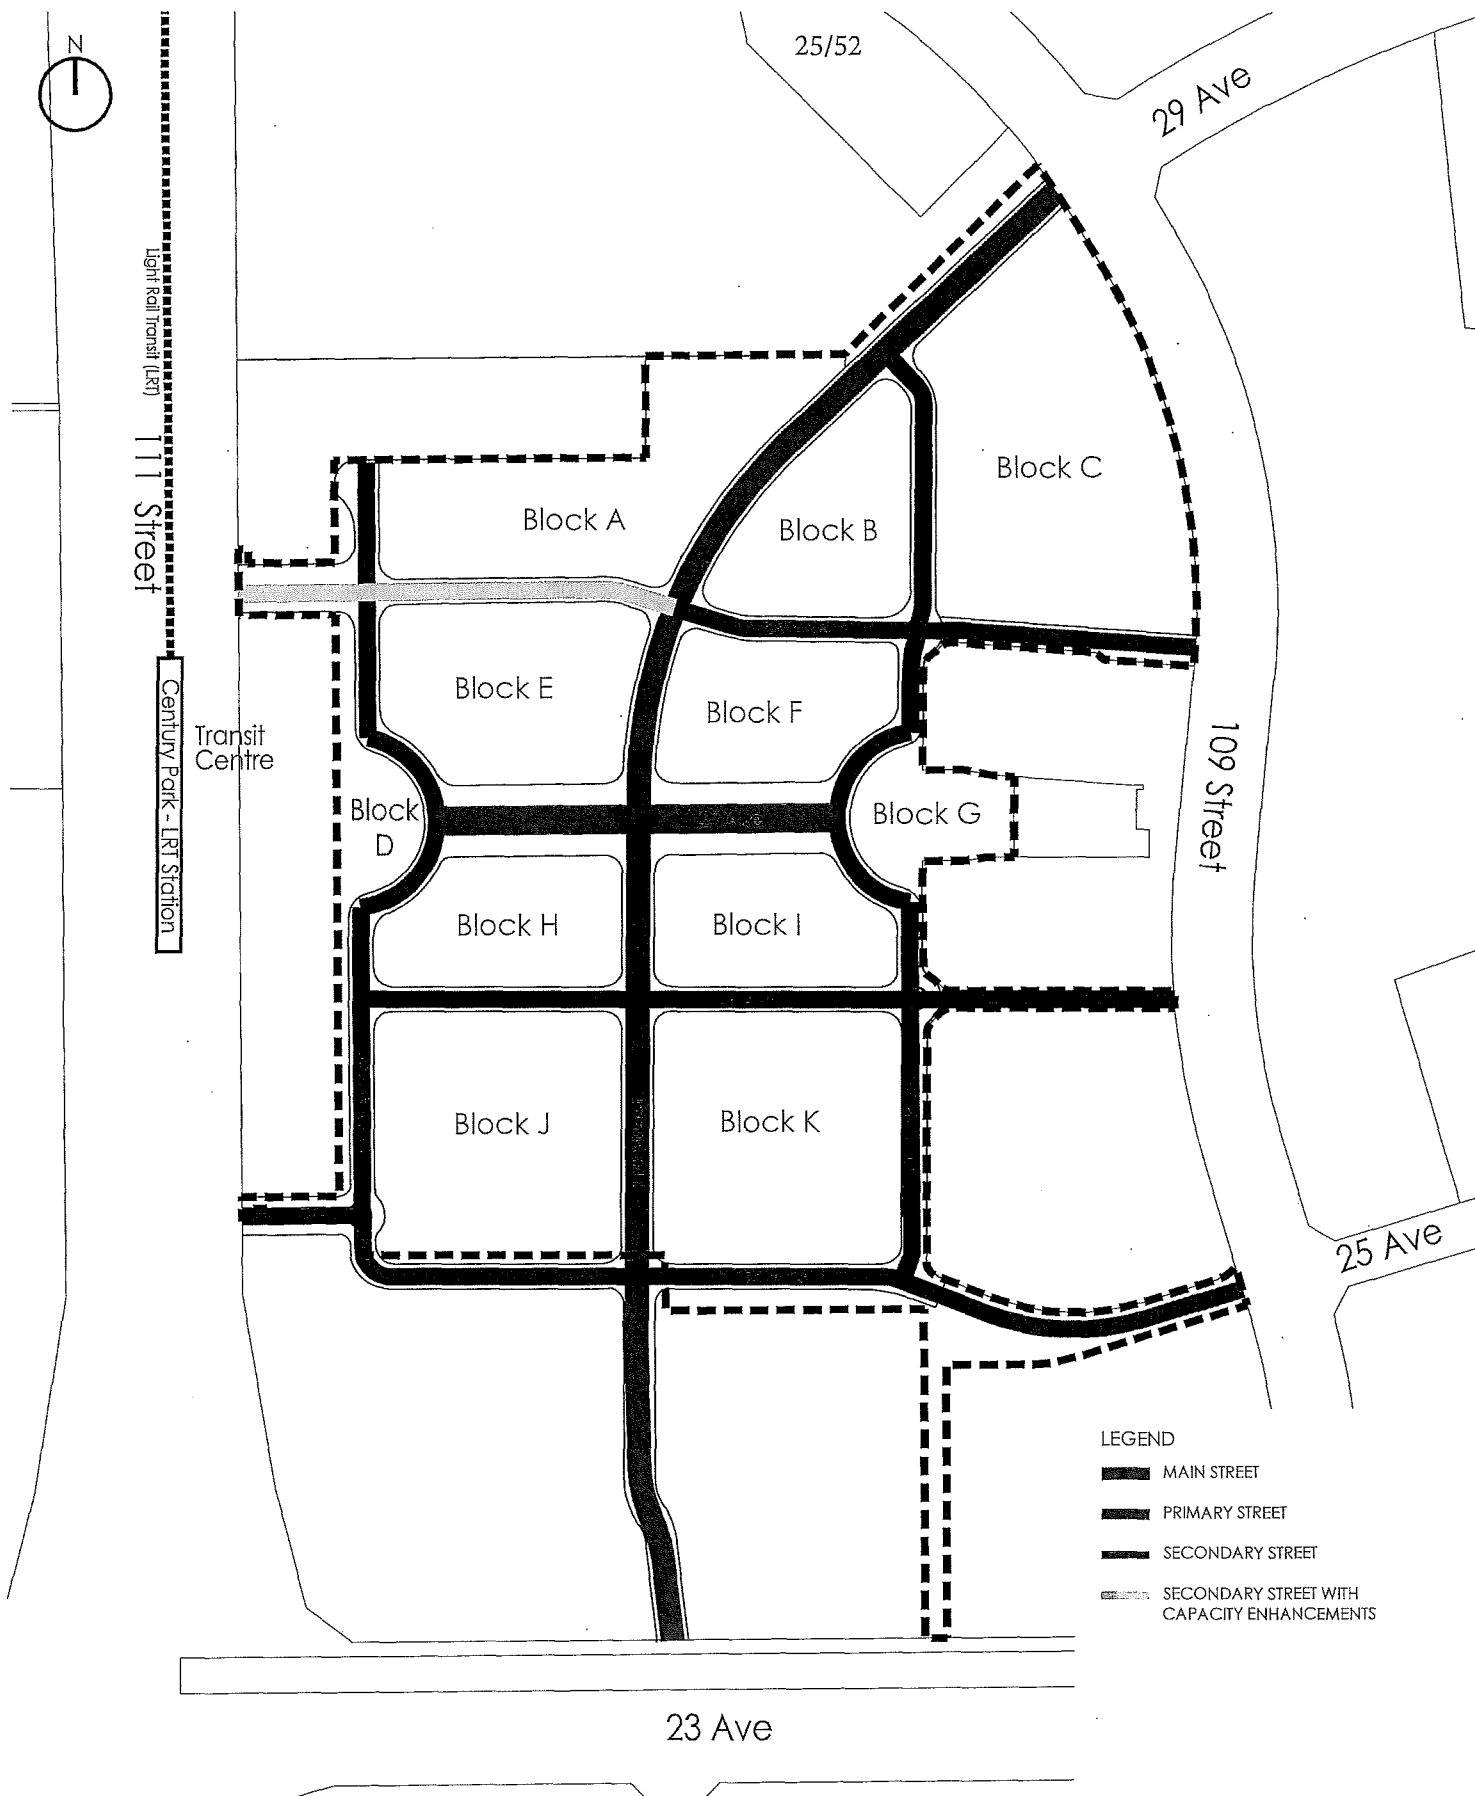 N
25/52
29 Ave
Light Rail Transit (LRT)
111 Street
Block C
Block A
Block B
Block E
Block F
Century Park - LRT Station
Transit
Centre
109 Street
Block
D
Block G
Block H
Block I
Block J
Block K
25 Ave
LEGEND
MAIN STREET
PRIMARY STREET
SECONDARY STREET
SECONDARY STREET WITH
CAPACITY ENHANCEMENTS
23 Ave